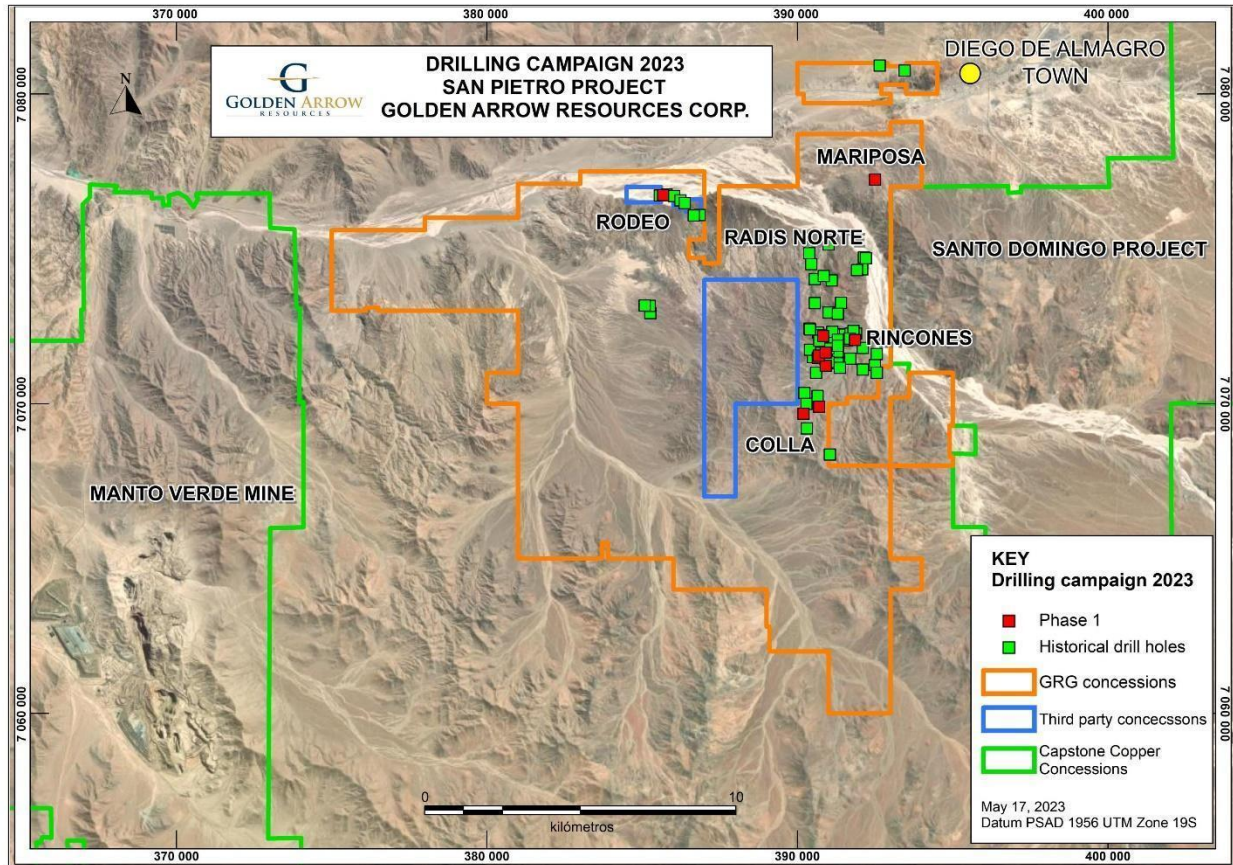 370 000
380 000
390 000
400 000
7 080 000
7 080 000
N
GOLDEN ARROW
RESOURCES
DRILLING CAMPAIGN 2023
SAN PIETRO PROJECT
GOLDEN ARROW RESOURCES CORP.
DIEGO DE ALMAGRO
TOWN
MARIPOSA
RODEO
RADIS NORTE
SANTO DOMINGO PROJECT
RINCONES
7 070 000
7 070 000
COLLA
MANTO VERDE MINE
KEY
Drilling campaign 2023
Phase 1
Historical drill holes
GRG concessions
Third party concecssons
Capstone Copper
Concessions
May 17, 2023
Datum PSAD 1956 UTM Zone 19S
7 060 000
7 060 000
0
10
kilómetros
370 000
380 000
390 000
400 000